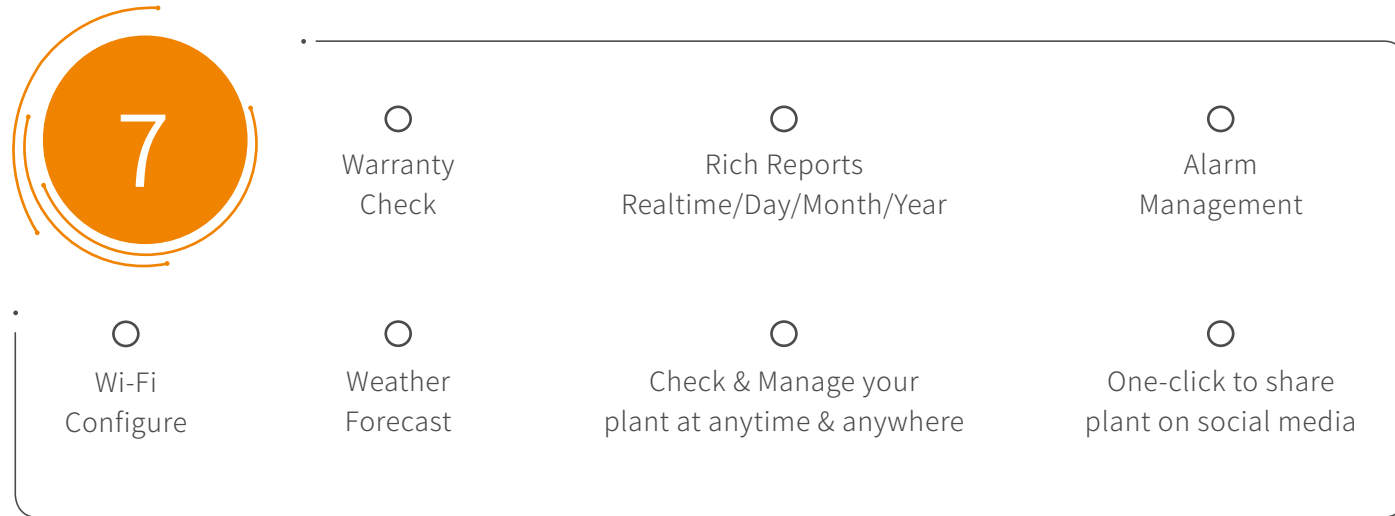 7
Warranty
Check
Rich Reports
Realtime/Day/Month/Year
Alarm
Management
Wi-Fi
Configure
Weather
Forecast
Check & Manage your
plant at anytime & anywhere
One-click to share
plant on social media